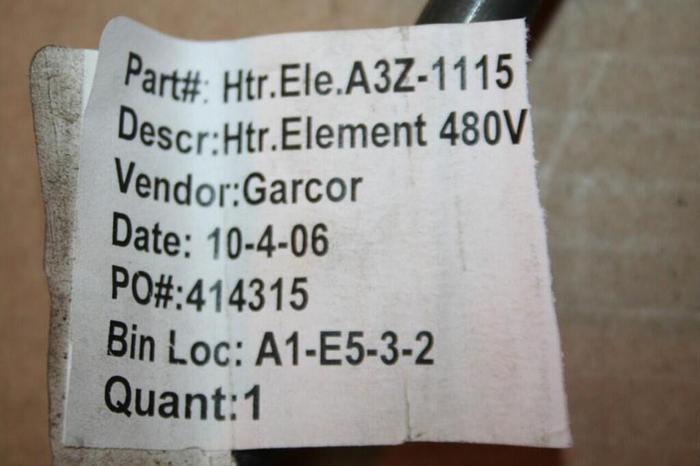 Part#: Htr.Ele.A3Z-1115
Descr:Htr.Element 480V
Vendor:Garcor
Date: 10-4-06
PO#:414315
Bin Loc: A1-E5-3-2
Quant:1